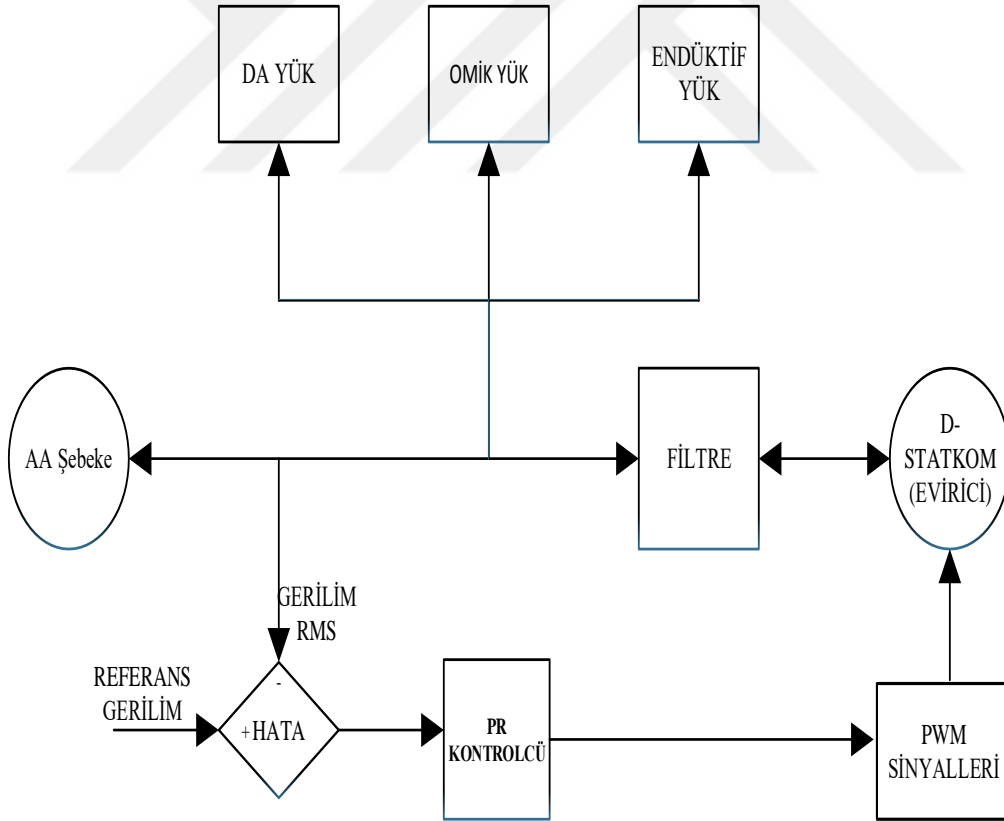 DA YÜK
OMİK YÜK
ENDÜKTİF
YÜK
AA Şebeke
FİLTRE
D-
STATKOM
(EVİRİCİ)
GERİLİM
RMS
REFERANS
GERİLİM
-
+HATA
PR
KONTROLCÜ
PWM
SİNYALLERİ